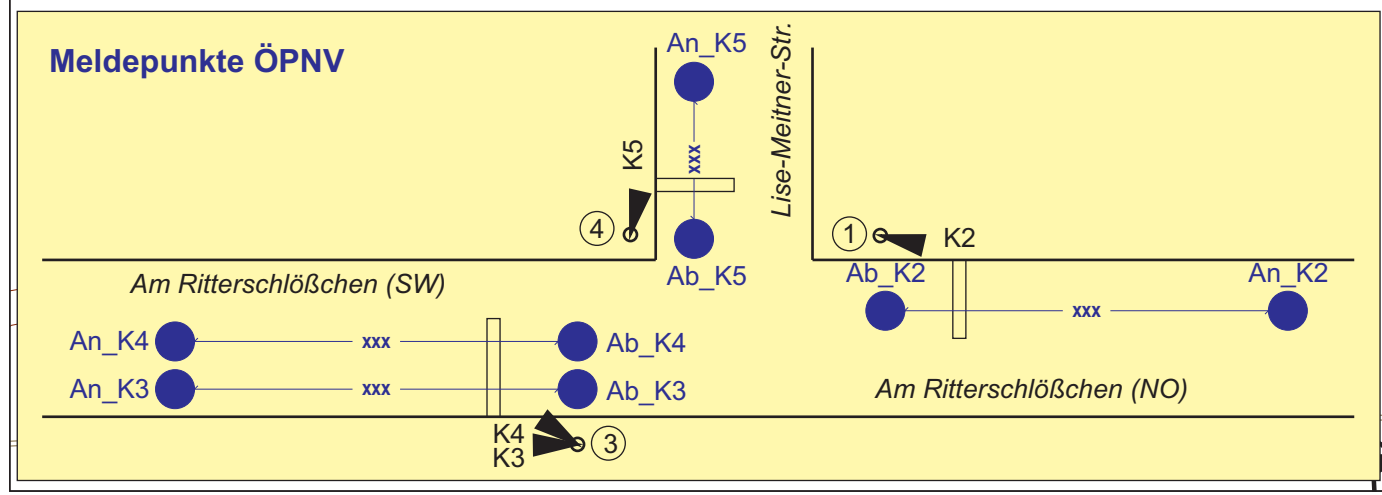 Meldepunkte ÖPNV
An_K5
Lise-Meitner-Str.
K5
xxx
4
1
K2
Ab_K5
Ab_K2
An_K2
Am Ritterschlößchen (SW)
xxx
An_K4
xxx
Ab_K4
An_K3
xxx
Ab_K3
Am Ritterschlößchen (NO)
K4
K3
3